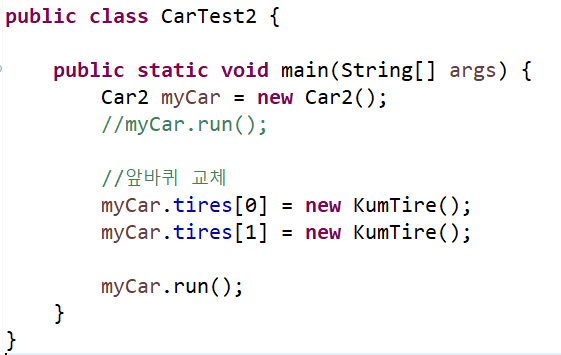 public class CarTest2 {
public static void main(String[] args) {
Car2 myCar = new Car2();
//myCar.run();
//앞바퀴 교체
myCar.tires[0] = new KumTire();
myCar.tires[1] = new KumTire();
myCar.run();
}
}